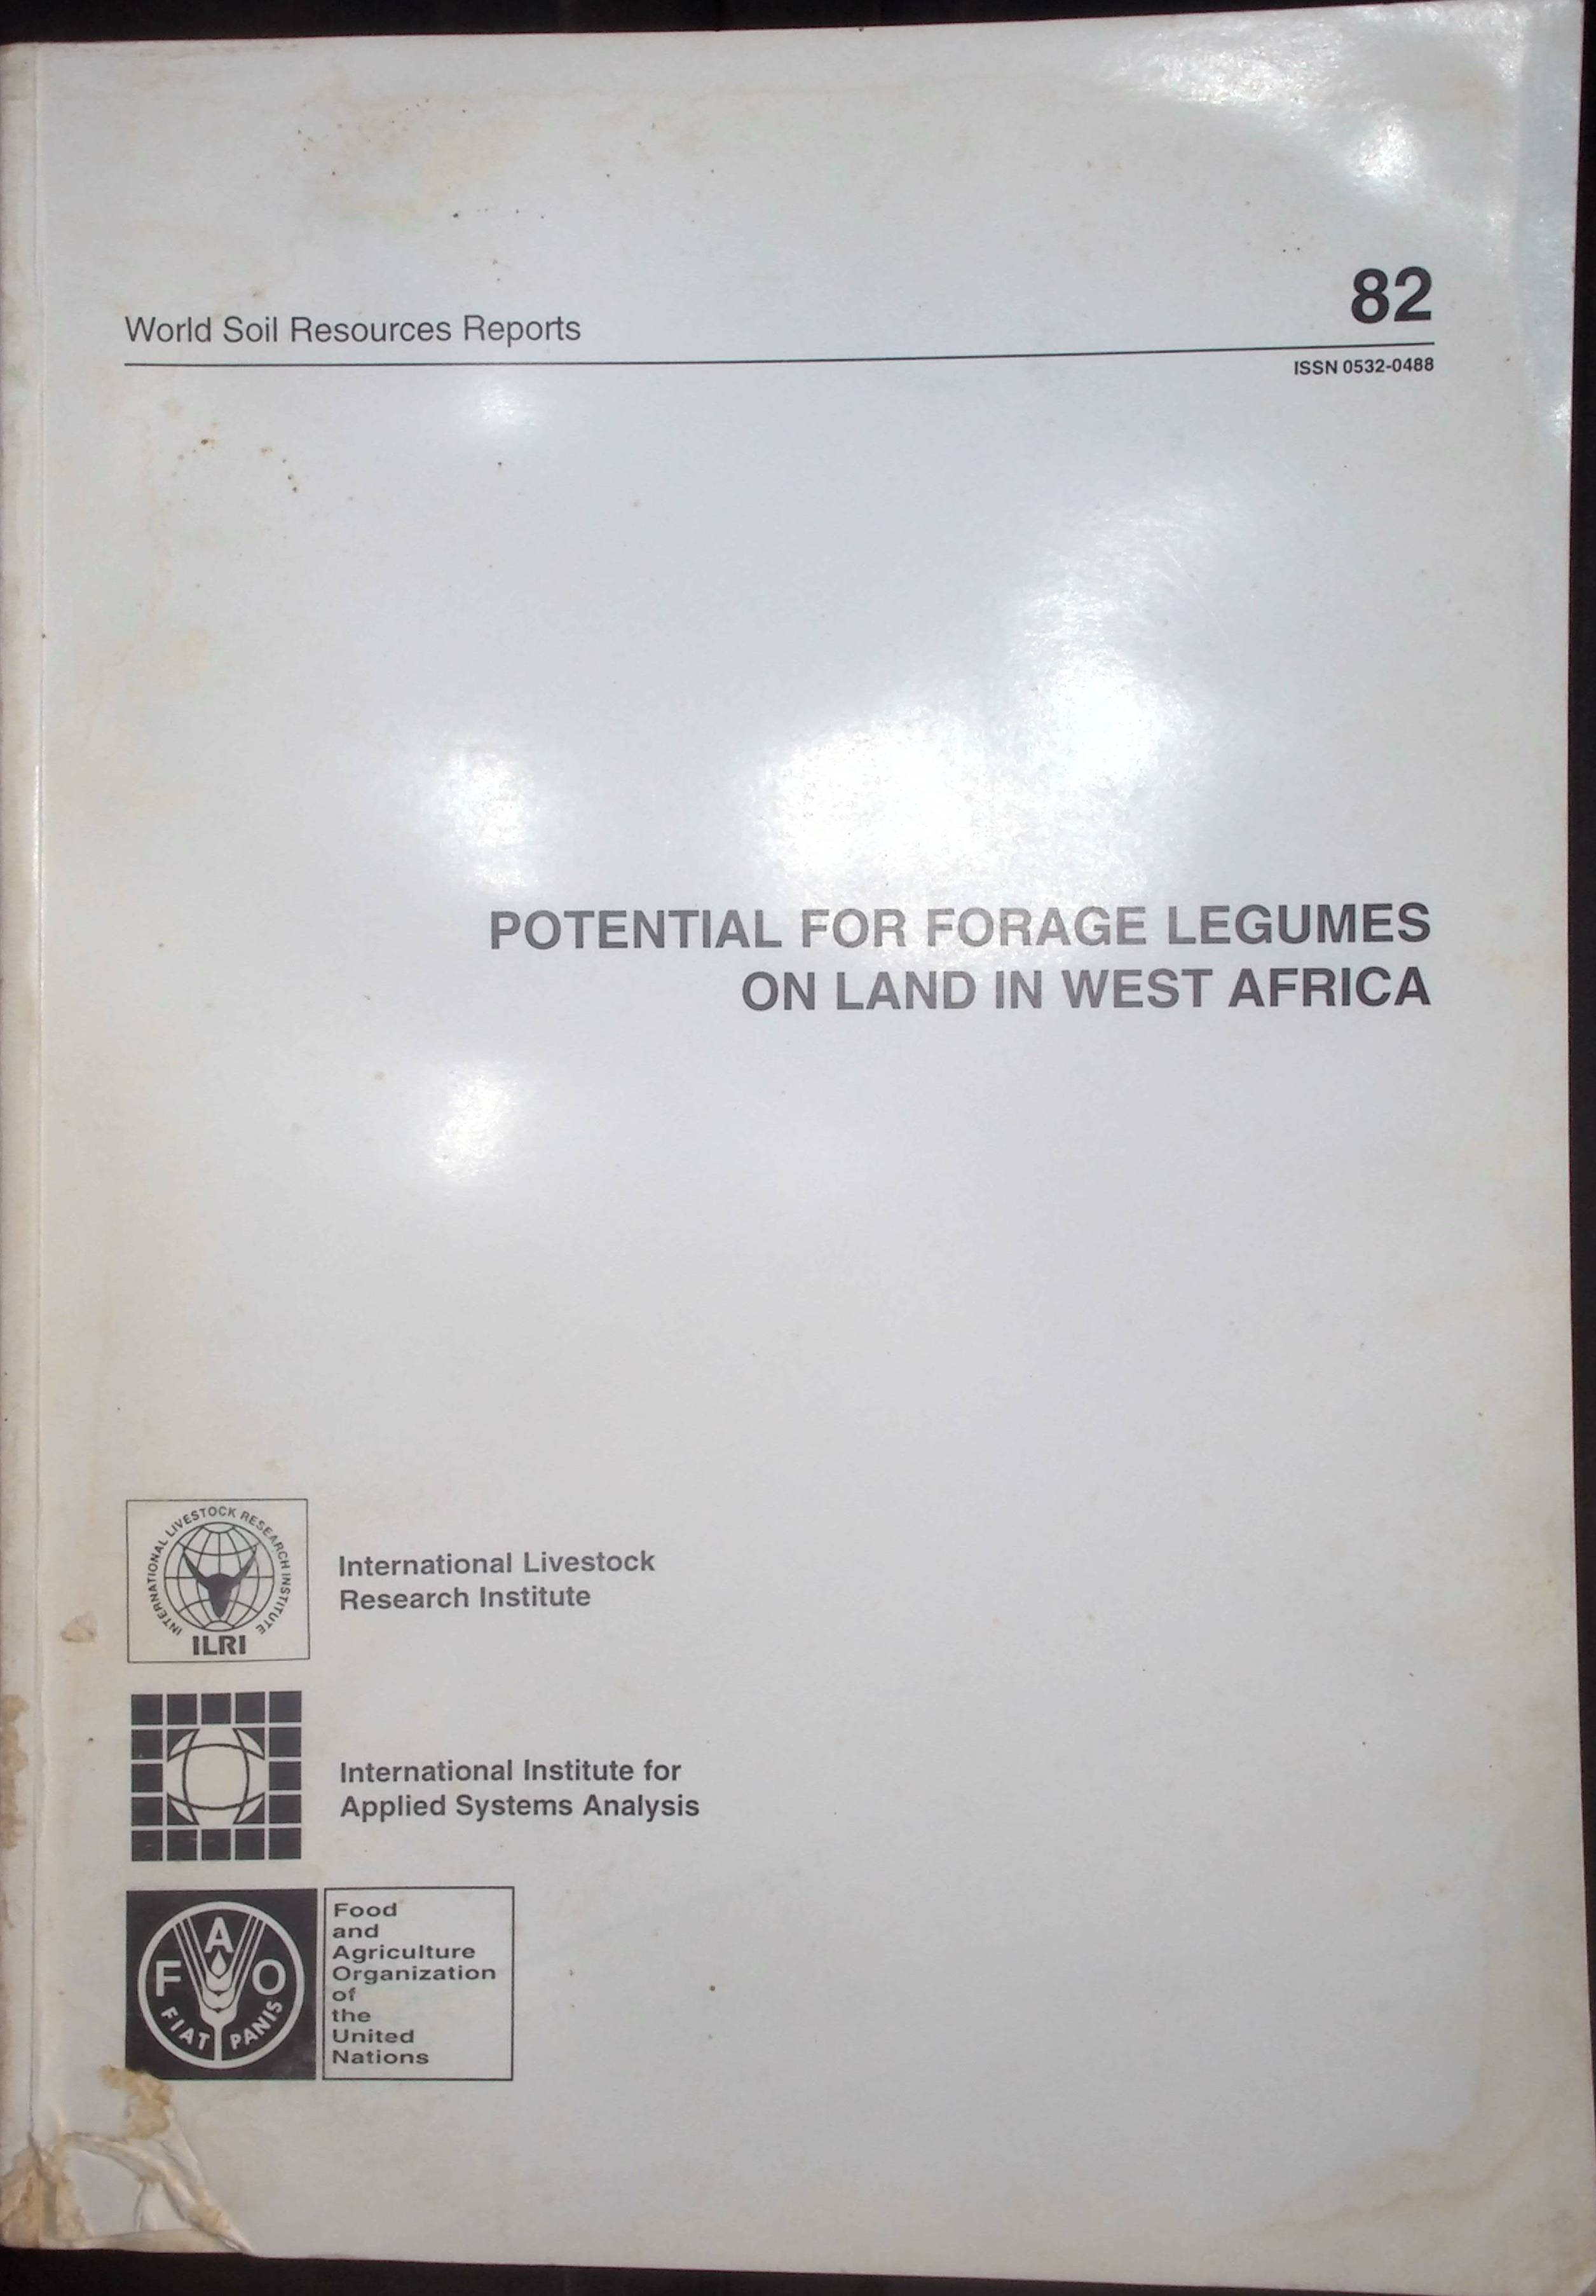 82
World Soil Resources Reports
ISSN 0532-0488
POTENTIAL FOR FORAGE LEGUMES
ON LAND IN WEST AFRICA
INTERNATIONAL LIVESTOCK RESEARCH INSTITUTE
ILRI
International Livestock
Research Institute
International Institute for
Applied Systems Analysis
F A O
FIAT PANIS
Food
and
Agriculture
Organization
of
the
United
Nations